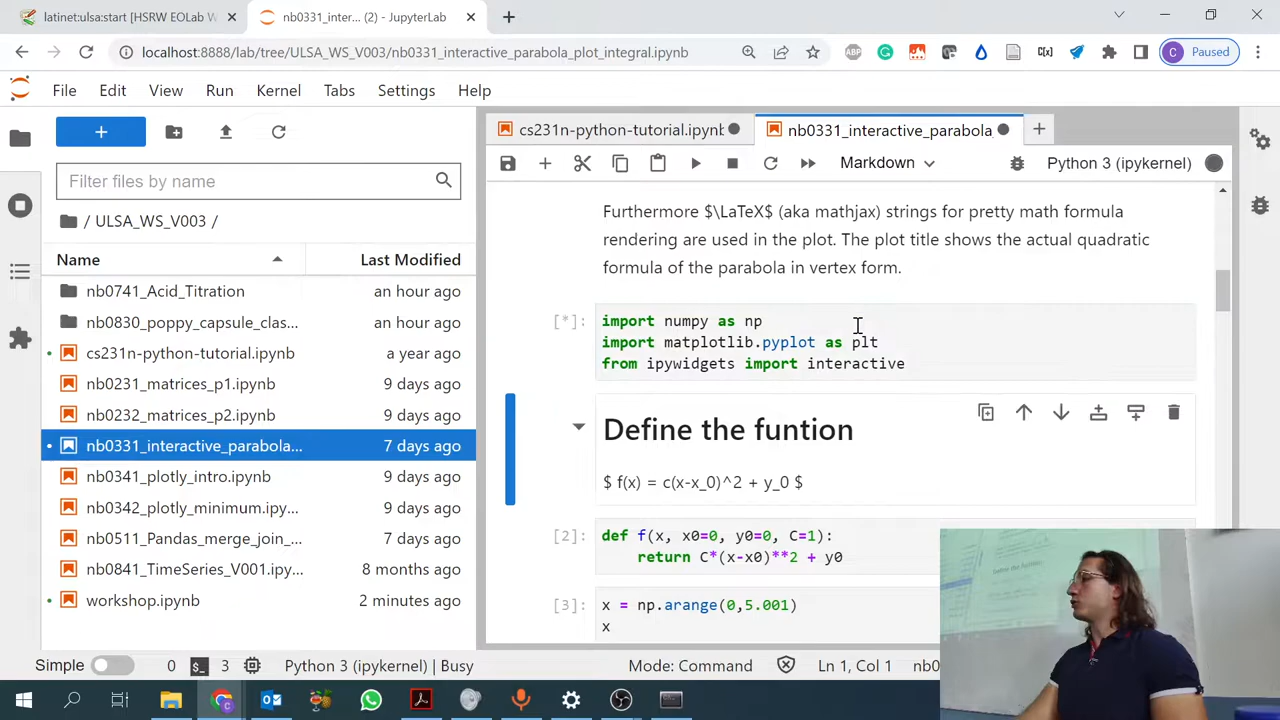 latinet:ulsa:start [HSRW EOLab W
nb0331_inter... (2) - JupyterLab
localhost:8888/lab/tree/ULSA_WS_V003/nb0331_interactive_parabola_plot_integral.ipynb
ABP
C[x]
C Paused
File Edit View Run Kernel Tabs Settings Help
cs231n-python-tutorial.ipynb
nb0331_interactive_parabola
Markdown
Python 3 (ipykernel)
Filter files by name
/ ULSA_WS_V003 /
Name Last Modified
nb0741_Acid_Titration an hour ago
nb0830_poppy_capsule_clas... an hour ago
cs231n-python-tutorial.ipynb a year ago
nb0231_matrices_p1.ipynb 9 days ago
nb0232_matrices_p2.ipynb 9 days ago
nb0331_interactive_parabola... 7 days ago
nb0341_plotly_intro.ipynb 9 days ago
nb0342_plotly_minimum.ipy... 9 days ago
nb0511_Pandas_merge_join_... 7 days ago
nb0841_TimeSeries_V001.ipy... 8 months ago
workshop.ipynb 2 minutes ago
Furthermore $\LaTeX$ (aka mathjax) strings for pretty math formula
rendering are used in the plot. The plot title shows the actual quadratic
formula of the parabola in vertex form.
[*]: import numpy as np
import matplotlib.pyplot as plt
from ipywidgets import interactive
Define the funtion
$ f(x) = c(x-x_0)^2 + y_0 $
[2]: def f(x, x0=0, y0=0, C=1):
return C*(x-x0)**2 + y0
[3]: x = np.arange(0,5.001)
x
Simple 0 3 Python 3 (ipykernel) | Busy Mode: Command Ln 1, Col 1 nb0